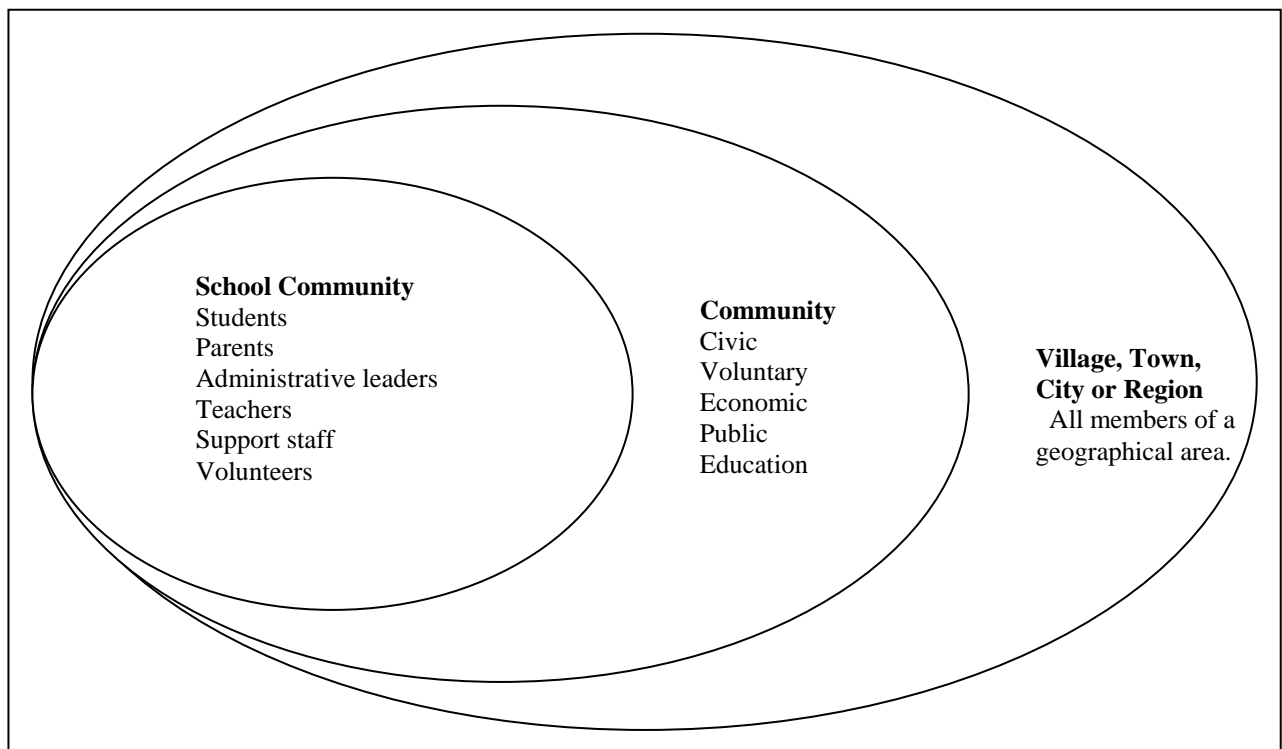 School Community
Students
Parents
Administrative leaders
Teachers
Support staff
Volunteers
Community
Civic
Voluntary
Economic
Public
Education
Village, Town,
City or Region
All members of a
geographical area.